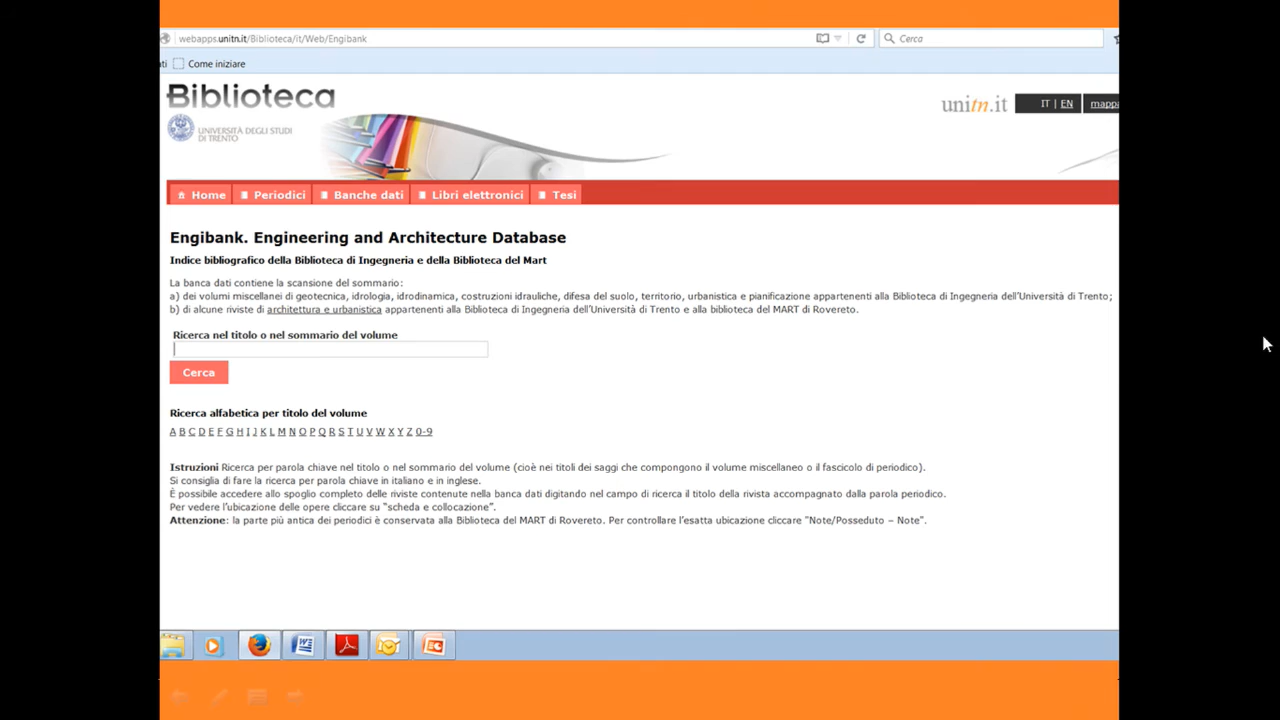 webapps.unitn.it/Biblioteca/it/Web/Engibank
Cerca
Come iniziare
Biblioteca
UNIVERSITÀ DEGLI STUDI
DI TRENTO
unitn.it
IT | EN
mappa
Home Periodici Banche dati Libri elettronici Tesi
Engibank. Engineering and Architecture Database
Indice bibliografico della Biblioteca di Ingegneria e della Biblioteca del Mart
La banca dati contiene la scansione del sommario:
a) dei volumi miscellanei di geotecnica, idrologia, idrodinamica, costruzioni idrauliche, difesa del suolo, territorio, urbanistica e pianificazione appartenenti alla Biblioteca di Ingegneria dell'Università di Trento;
b) di alcune riviste di architettura e urbanistica appartenenti alla Biblioteca di Ingegneria dell'Università di Trento e alla biblioteca del MART di Rovereto.
Ricerca nel titolo o nel sommario del volume
Cerca
Ricerca alfabetica per titolo del volume
A B C D E F G H I J K L M N O P Q R S T U V W X Y Z 0-9
Istruzioni Ricerca per parola chiave nel titolo o nel sommario del volume (cioè nei titoli dei saggi che compongono il volume miscellaneo o il fascicolo di periodico).
Si consiglia di fare la ricerca per parola chiave in italiano e in inglese.
È possibile accedere allo spoglio completo delle riviste contenute nella banca dati digitando nel campo di ricerca il titolo della rivista accompagnato dalla parola periodico.
Per vedere l'ubicazione delle opere cliccare su "scheda e collocazione".
Attenzione: la parte più antica dei periodici è conservata alla Biblioteca del MART di Rovereto. Per controllare l'esatta ubicazione cliccare "Note/Posseduto – Note".